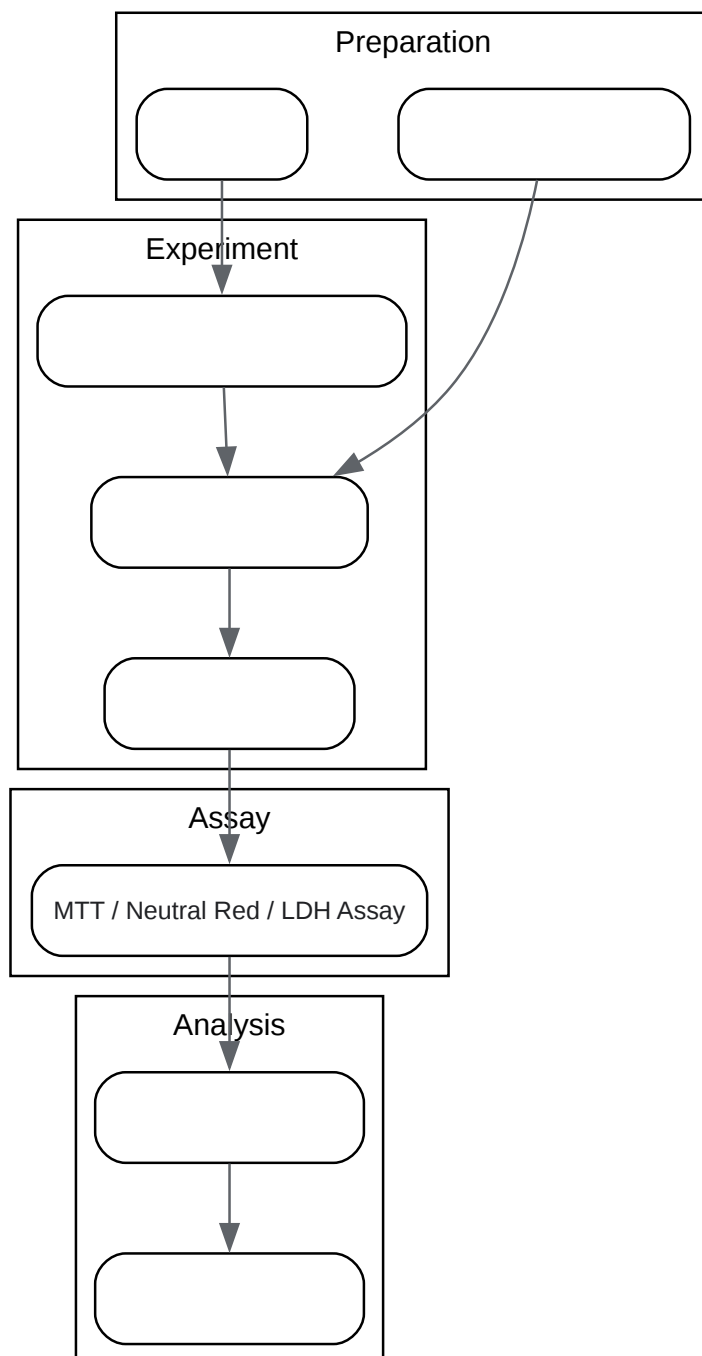 Preparation
Experiment
Assay
MTT / Neutral Red / LDH Assay
Analysis